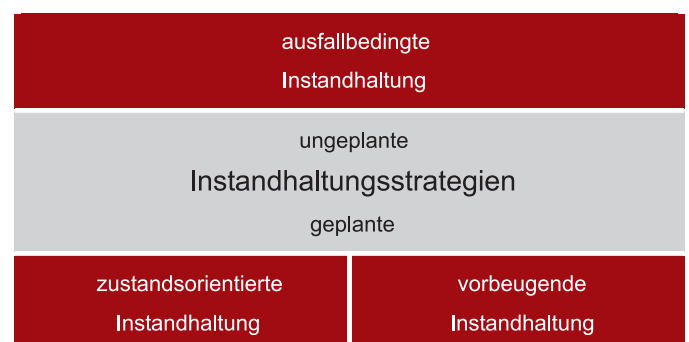 ausfallbedingte
Instandhaltung
ungeplante
Instandhaltungsstrategien
geplante
zustandsorientierte
Instandhaltung
vorbeugende
Instandhaltung